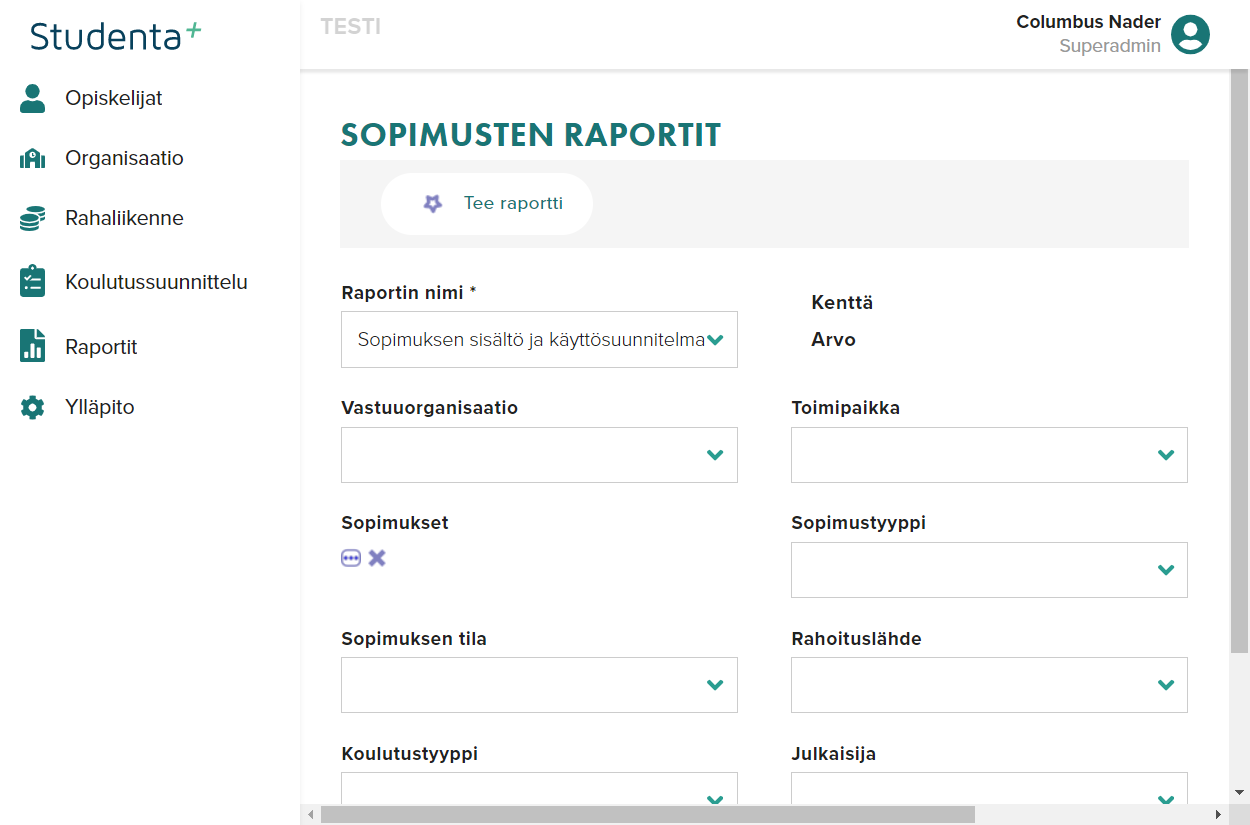 Studenta+
TESTI
Columbus Nader
Superadmin
Opiskelijat
Organisaatio
Rahaliikenne
Koulutussuunnittelu
Raportit
Ylläpito
SOPIMUSTEN RAPORTIT
Tee raportti
Raportin nimi *
Sopimuksen sisältö ja käyttösuunnitelma
Kenttä
Arvo
Vastuuorganisaatio
Toimipaikka
Sopimukset
Sopimustyyppi
Sopimuksen tila
Rahoituslähde
Koulutustyyppi
Julkaisija